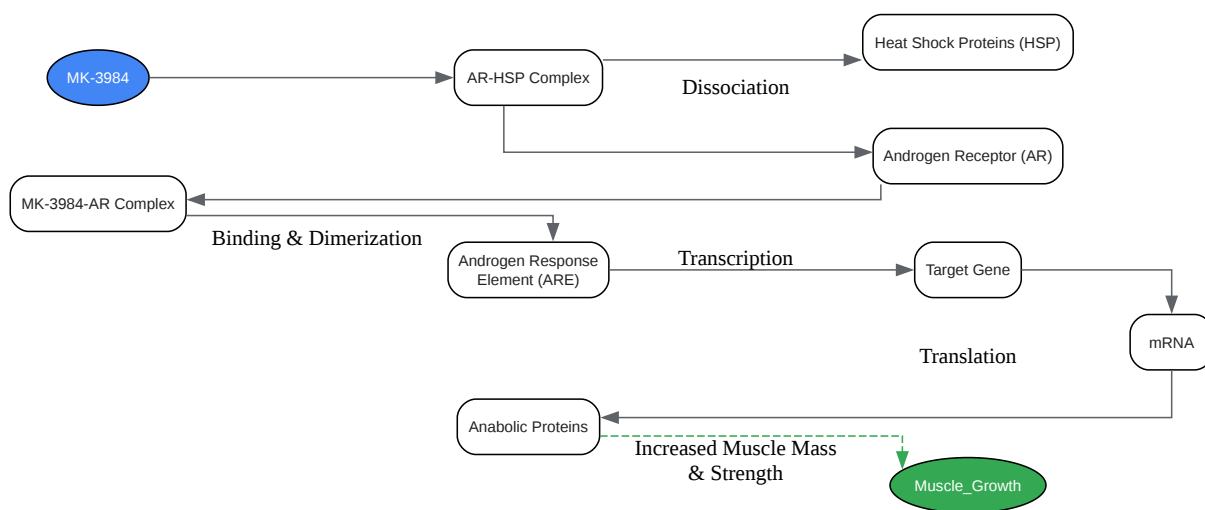 Heat Shock Proteins (HSP)
MK-3984
AR-HSP Complex
Dissociation
Androgen Receptor (AR)
MK-3984-AR Complex
Binding & Dimerization
Androgen Response
Element (ARE)
Transcription
Target Gene
mRNA
Translation
Anabolic Proteins
Increased Muscle Mass
& Strength
Muscle_Growth